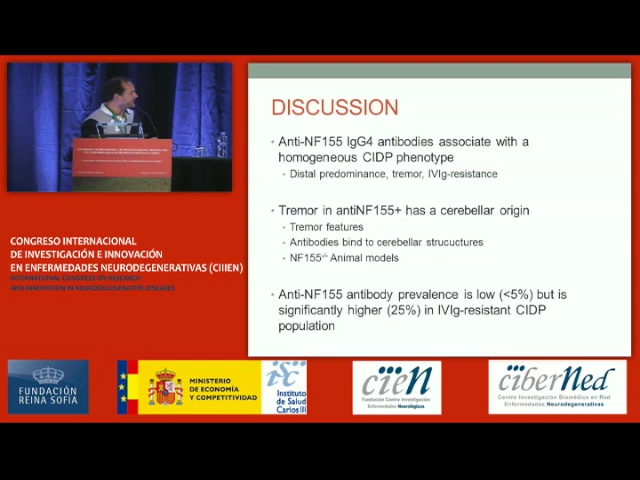 DISCUSSION
• Anti-NF155 IgG4 antibodies associate with a
homogeneous CIDP phenotype
• Distal predominance, tremor, IVIg-resistance
• Tremor in antiNF155+ has a cerebellar origin
• Tremor features
• Antibodies bind to cerebellar strucuctures
• NF155-/- Animal models
• Anti-NF155 antibody prevalence is low (<5%) but is
significantly higher (25%) in IVIg-resistant CIDP
population
CONGRESO INTERNACIONAL
DE INVESTIGACIÓN E INNOVACIÓN
EN ENFERMEDADES NEURODEGENERATIVAS (CIIIEN)
INTERNATIONAL CONGRESS ON RESEARCH
AND INNOVATION IN NEURODEGENERATIVE DISEASES
FUNDACIÓN
REINA SOFÍA
MINISTERIO
DE ECONOMÍA
Y COMPETITIVIDAD
isc
Instituto
de Salud
Carlos III
cien
Fundación Centro Investigación
Enfermedades Neurológicas
ciberned
Centro Investigación Biomédica en Red
Enfermedades Neurodegenerativas